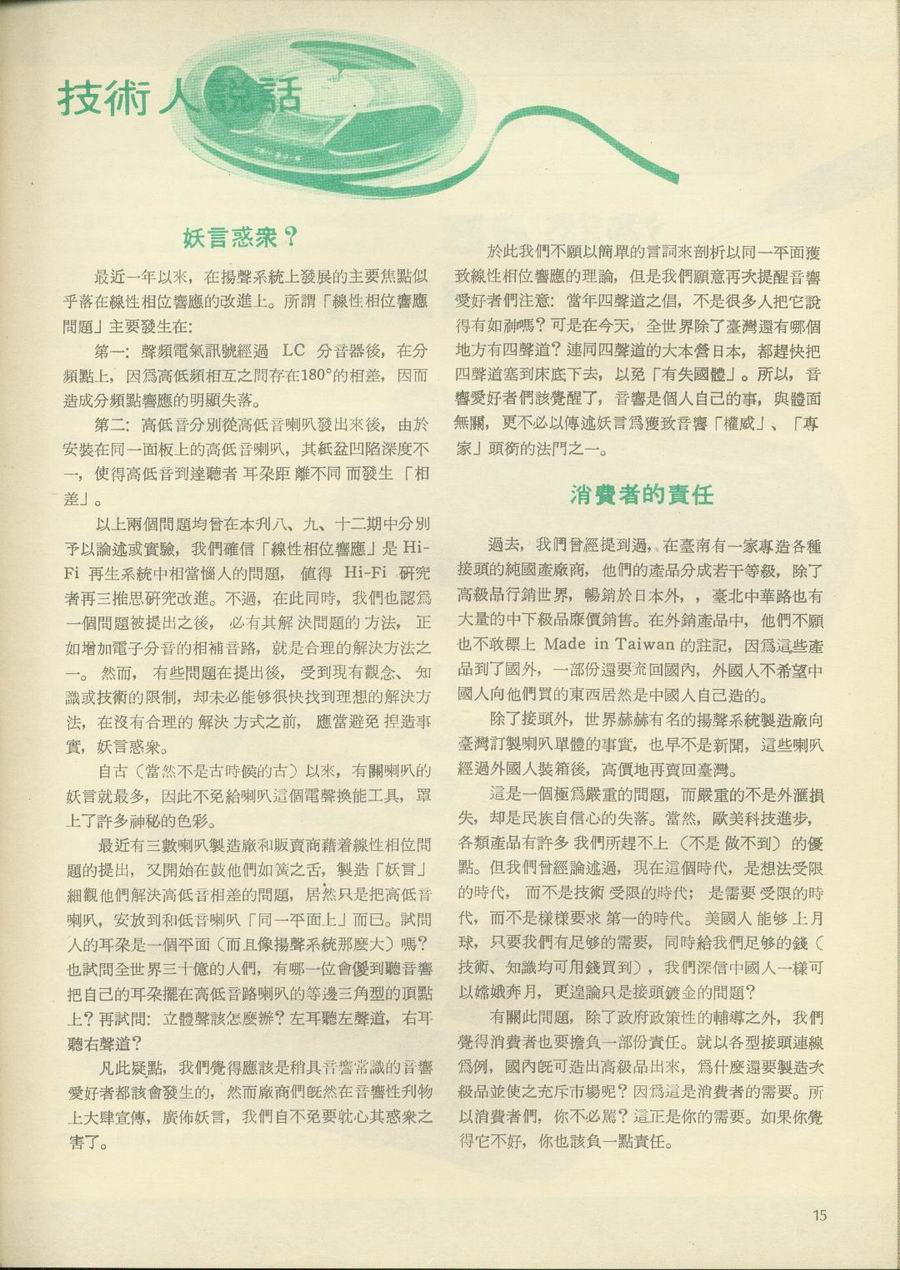 技術人說話
妖言惑衆？
最近一年以來，在揚聲系統上發展的主要焦點似
乎落在線性相位響應的改進上。所謂「線性相位響應
問題」主要發生在：
第一：聲頻電氣訊號經過 LC 分音器後，在分
頻點上，因爲高低頻相互之間存在180°的相差，因而
造成分頻點響應的明顯失落。
第二：高低音分別從高低音喇叭發出來後，由於
安裝在同一面板上的高低音喇叭，其紙盆凹陷深度不
一，使得高低音到達聽者 耳朶距 離不同 而發生 「相
差」。
以上兩個問題均曾在本刋八、九、十二期中分別
予以論述或實驗，我們確信「線性相位響應」是 Hi-
Fi 再生系統中相當惱人的問題， 值得 Hi-Fi 硏究
者再三推思硏究改進。不過，在此同時，我們也認爲
一個問題被提出之後， 必有其解 決問題的 方法， 正
如增加電子分音的相補音路，就是合理的解決方法之
一。 然而， 有些問題在提出後， 受到現有觀念、 知
識或技術的限制，却未必能够很快找到理想的解決方
法，在沒有合理的 解決 方式之前， 應當避免 揑造事
實，妖言惑衆。
自古（當然不是古時候的古）以來，有關喇叭的
妖言就最多，因此不免給喇叭這個電聲換能工具，罩
上了許多神秘的色彩。
最近有三數喇叭製造廠和販賣商藉着線性相位問
題的提出，又開始在鼓他們如簧之舌，製造「妖言」
細觀他們解決高低音相差的問題，居然只是把高低音
喇叭，安放到和低音喇叭「同一平面上」而已。試問
人的耳朶是一個平面（而且像揚聲系統那麽大）嗎？
也試問全世界三十億的人們，有哪一位會優到聽音響
把自己的耳朶擺在高低音路喇叭的等邊三角型的頂點
上？再試問：立體聲該怎麽辦？左耳聽左聲道，右耳
聽右聲道？
凡此疑點，我們覺得應該是稍具音響常識的音響
愛好者都該會發生的，然而廠商們旣然在音響性刋物
上大肆宣傳，廣佈妖言，我們自不免要躭心其惑衆之
害了。
於此我們不願以簡單的言詞來剖析以同一平面獲
致線性相位響應的理論，但是我們願意再次提醒音響
愛好者們注意：當年四聲道之倡，不是很多人把它說
得有如神嗎？可是在今天，全世界除了臺灣還有哪個
地方有四聲道？連同四聲道的大本營日本，都趕快把
四聲道塞到床底下去，以免「有失國體」。所以，音
響愛好者們該覺醒了，音響是個人自己的事，與體面
無關，更不必以傳述妖言爲獲致音響「權威」、「專
家」頭銜的法門之一。
消費者的責任
過去，我們曾經提到過，在臺南有一家專造各種
接頭的純國產廠商，他們的產品分成若干等級，除了
高級品行銷世界，暢銷於日本外，，臺北中華路也有
大量的中下級品廉價銷售。在外銷產品中，他們不願
也不敢標上 Made in Taiwan 的註記，因爲這些產
品到了國外，一部份還要流回國內，外國人不希望中
國人向他們買的東西居然是中國人自己造的。
除了接頭外，世界赫赫有名的揚聲系統製造廠向
臺灣訂製喇叭單體的事實，也早不是新聞，這些喇叭
經過外國人裝箱後，高價地再賣回臺灣。
這是一個極爲嚴重的問題，而嚴重的不是外滙損
失，却是民族自信心的失落。當然，歐美科技進步，
各類產品有許多 我們所趕不上 （不是 做不到） 的優
點。但我們曾經論述過，現在這個時代，是想法受限
的時代， 而不是技術 受限的時代； 是需要 受限的時
代，而不是樣樣要求 第一的時代。 美國人 能够 上月
球，只要我們有足够的需要，同時給我們足够的錢（
技術、知識均可用錢買到），我們深信中國人一樣可
以嫦娥奔月，更遑論只是接頭鍍金的問題？
有關此問題，除了政府政策性的輔導之外，我們
覺得消費者也要擔負一部份責任。就以各型接頭連線
爲例，國內旣可造出高級品出來，爲什麽還要製造次
級品並使之充斥市場呢？因爲這是消費者的需要。所
以消費者們，你不必罵？這正是你的需要。如果你覺
得它不好，你也該負一點責任。
15